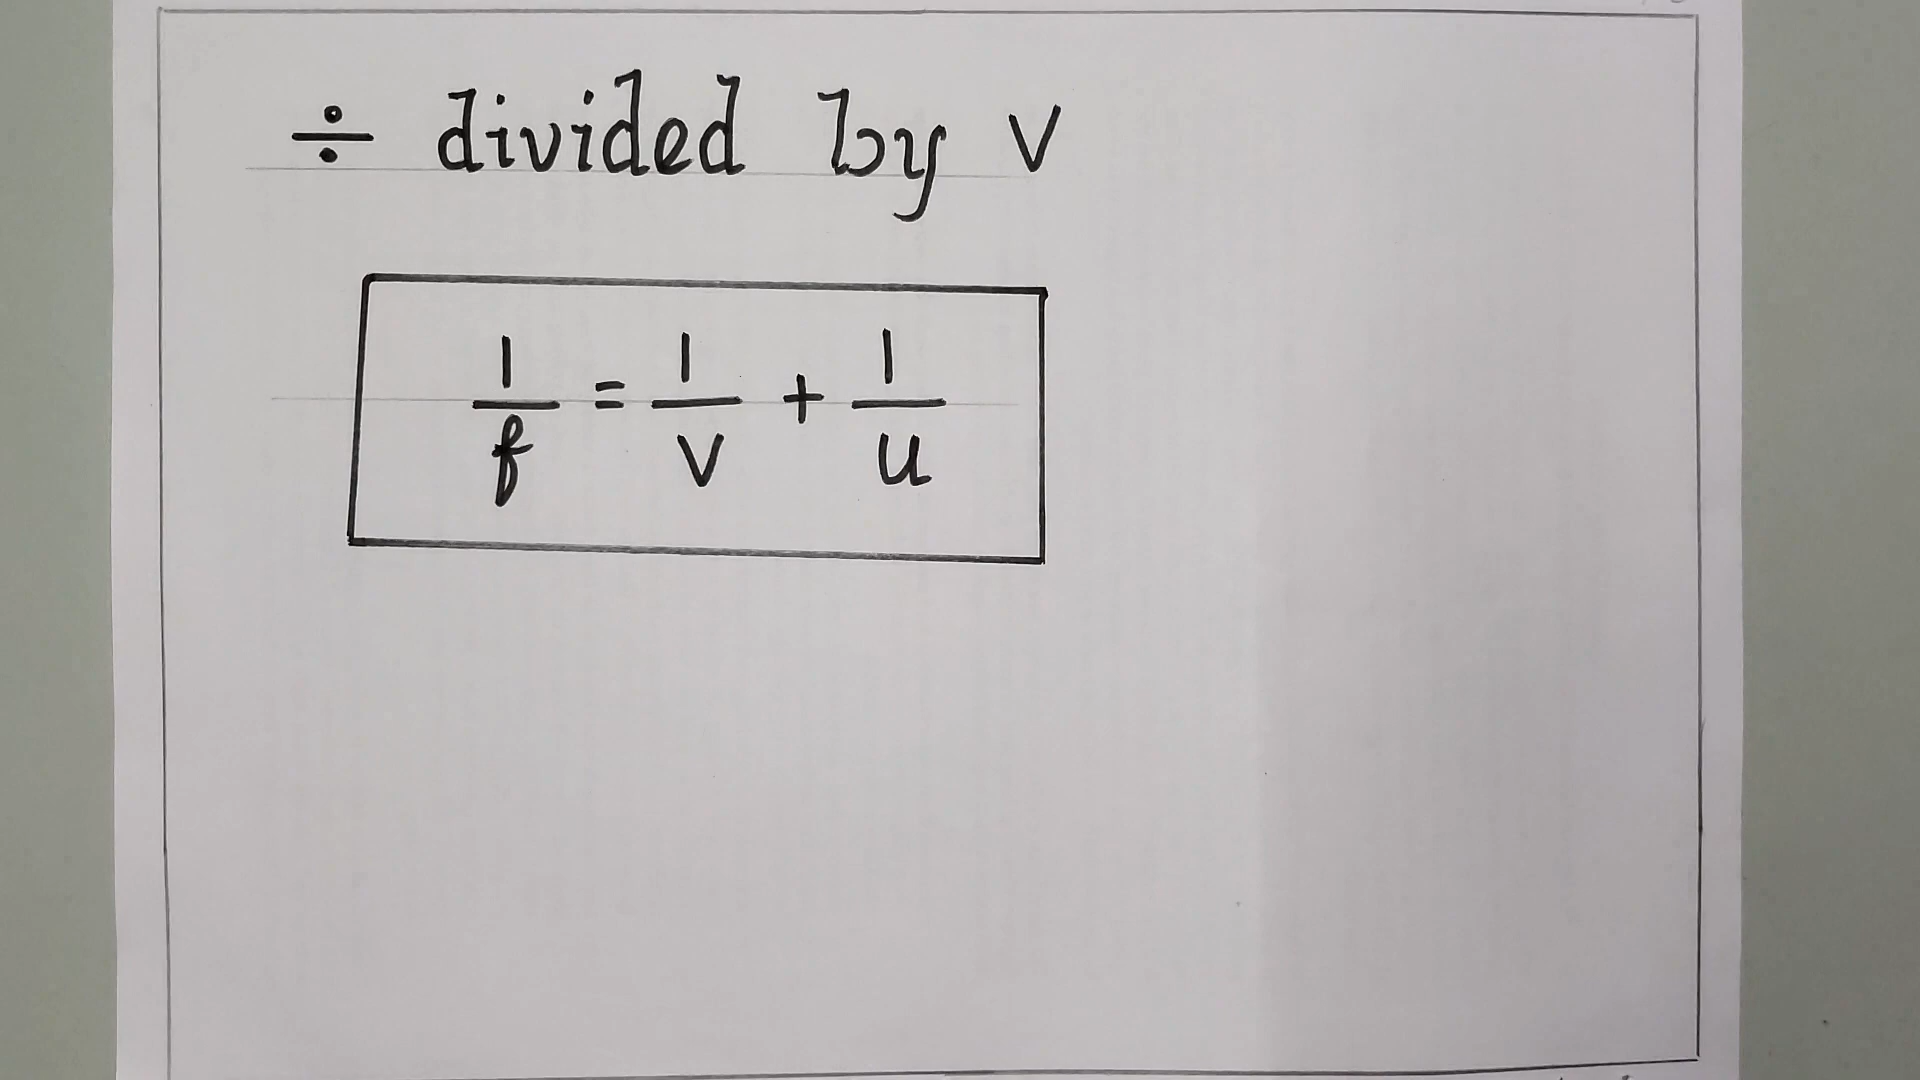 ÷ divided by v
1/f = 1/v + 1/u